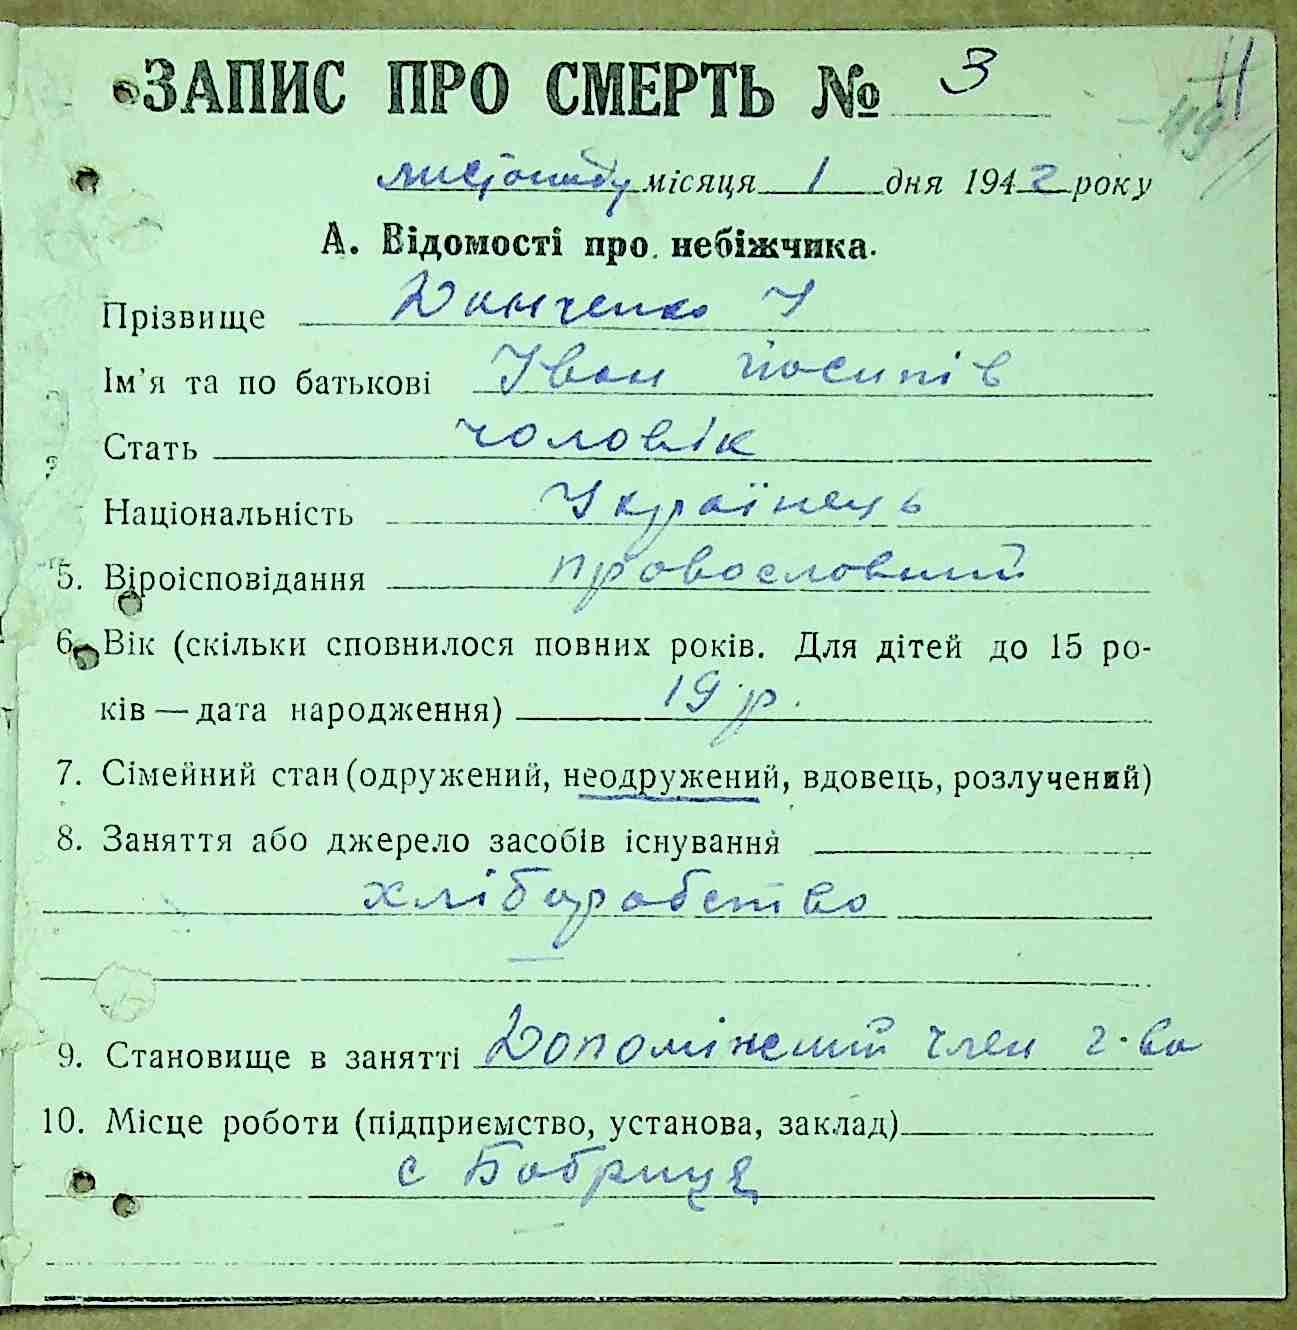 ЗАПИС ПРО СМЕРТЬ № 3
листопаду місяця 1 дня 1942 року
А. Відомості про небіжчика.
Прізвище Данченко У
Ім’я та по батькові Іван Йосипів
Стать чоловік
Національність Українець
5. Віроісповідання провославний
6. Вік (скільки сповнилося повних років. Для дітей до 15 ро-
ків — дата народження) 19 р.
7. Сімейний стан (одружений, неодружений, вдовець, розлучений)
8. Заняття або джерело засобів існування
хліборобство
9. Становище в занятті Допоміжний член г-ва
10. Місце роботи (підприємство, установа, заклад)
с Бобриця